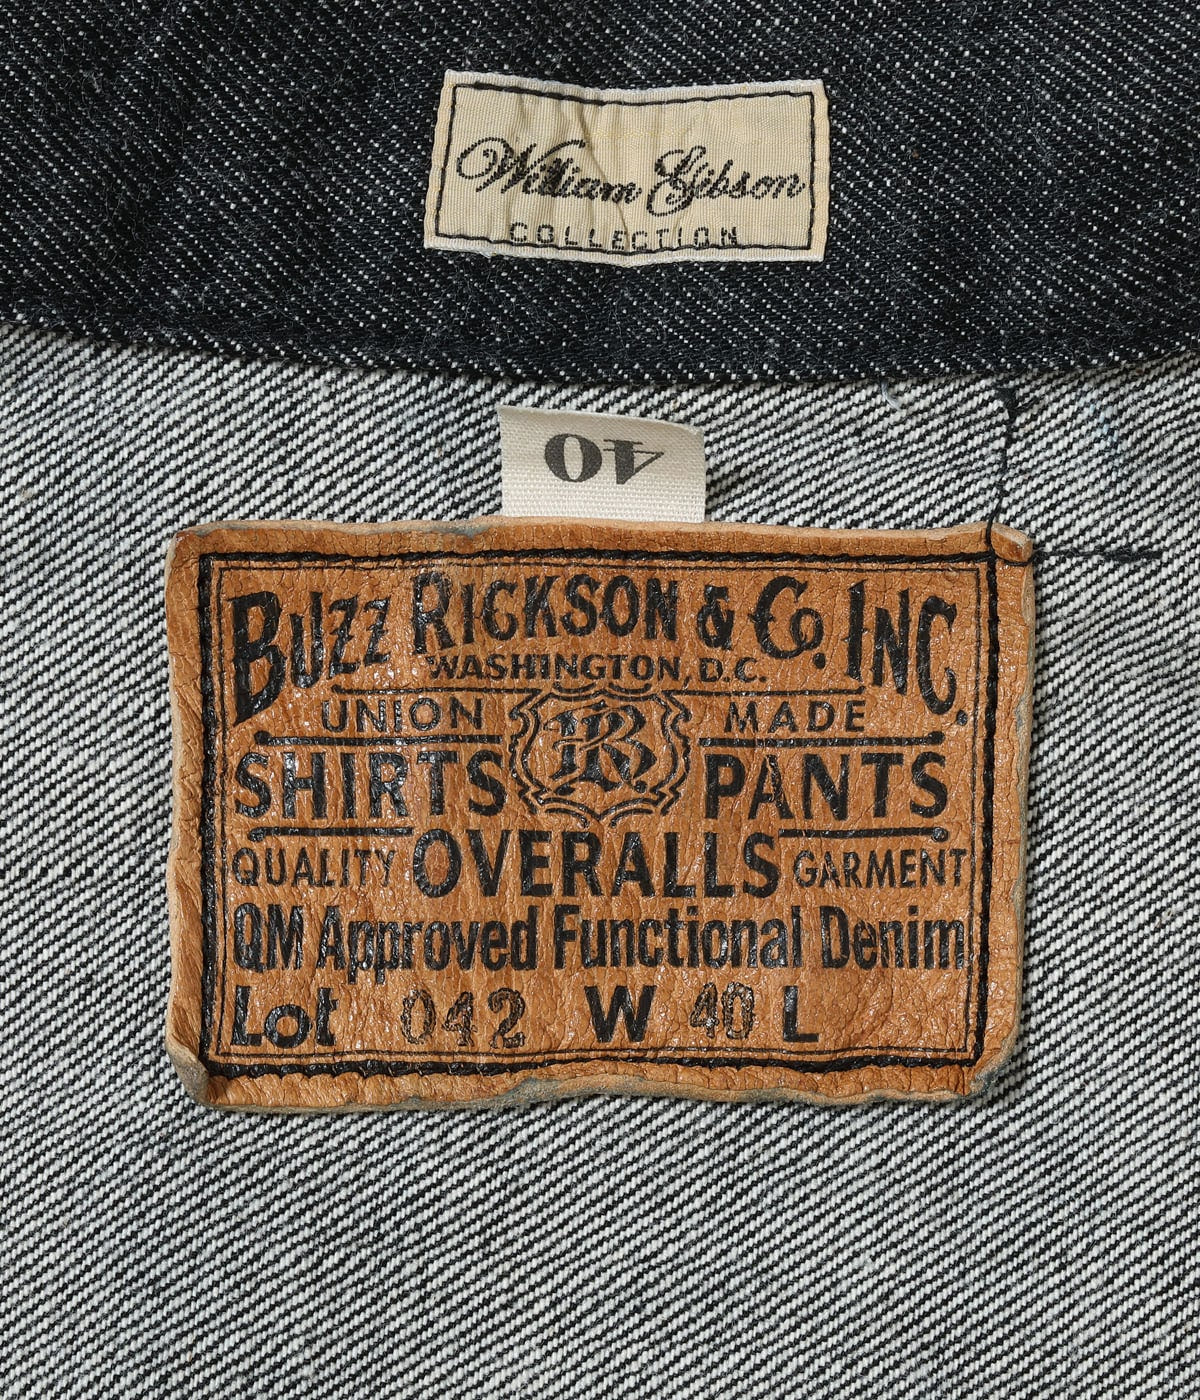 William Gibson
COLLECTION
40
BUZZ RICKSON & Co. INC.
WASHINGTON, D.C.
UNION BR MADE
SHIRTS PANTS
QUALITY OVERALLS GARMENT
QM Approved Functional Denim
Lot 042 W 40 L